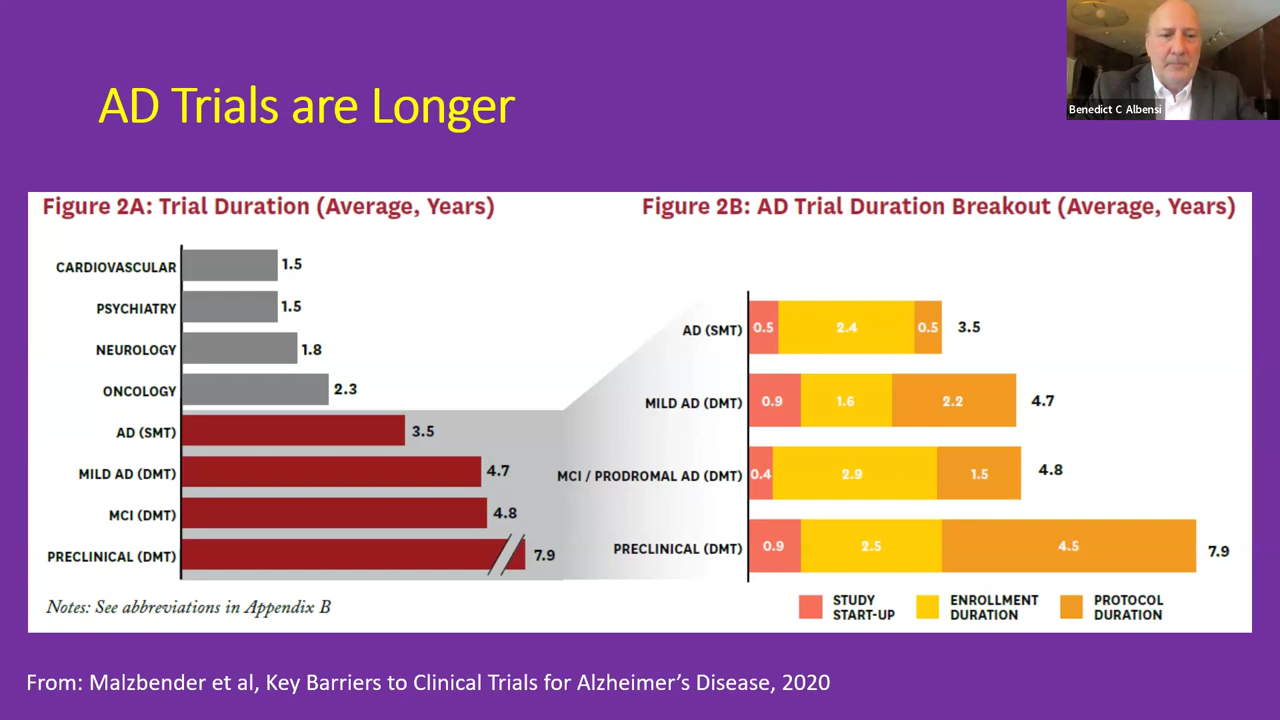 AD Trials are Longer
Benedict C Albensi
Figure 2A: Trial Duration (Average, Years)
CARDIOVASCULAR 1.5
PSYCHIATRY 1.5
NEUROLOGY 1.8
ONCOLOGY 2.3
AD (SMT) 3.5
MILD AD (DMT) 4.7
MCI (DMT) 4.8
PRECLINICAL (DMT) 7.9
Notes: See abbreviations in Appendix B
Figure 2B: AD Trial Duration Breakout (Average, Years)
AD (SMT) 0.5 2.4 0.5 3.5
MILD AD (DMT) 0.9 1.6 2.2 4.7
MCI / PRODROMAL AD (DMT) 0.4 2.9 1.5 4.8
PRECLINICAL (DMT) 0.9 2.5 4.5 7.9
STUDY
START-UP
ENROLLMENT
DURATION
PROTOCOL
DURATION
From: Malzbender et al, Key Barriers to Clinical Trials for Alzheimer's Disease, 2020